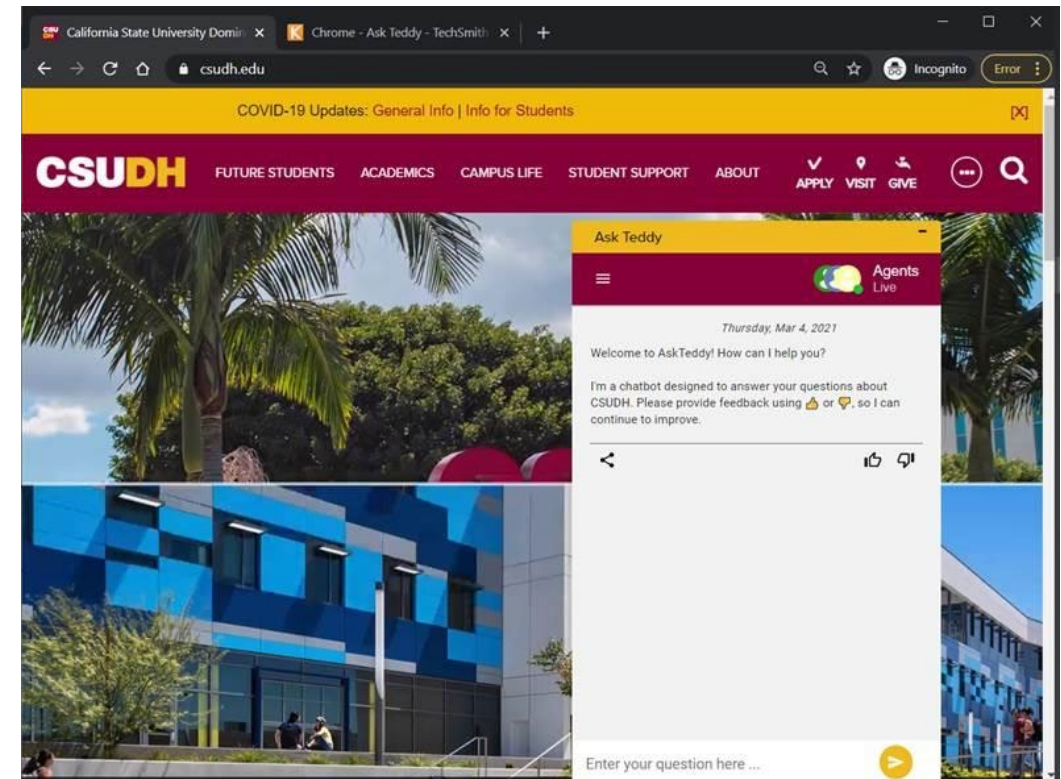 California State University Domin
Chrome - Ask Teddy - TechSmith
csudh.edu
Incognito
Error
COVID-19 Updates: General Info | Info for Students
[X]
CSUDH
FUTURE STUDENTS
ACADEMICS
CAMPUS LIFE
STUDENT SUPPORT
ABOUT
APPLY
VISIT
GIVE
Ask Teddy
Agents
Live
Thursday, Mar 4, 2021
Welcome to AskTeddy! How can I help you?
I'm a chatbot designed to answer your questions about
CSUDH. Please provide feedback using 👍 or 👎, so I can
continue to improve.
Enter your question here ...